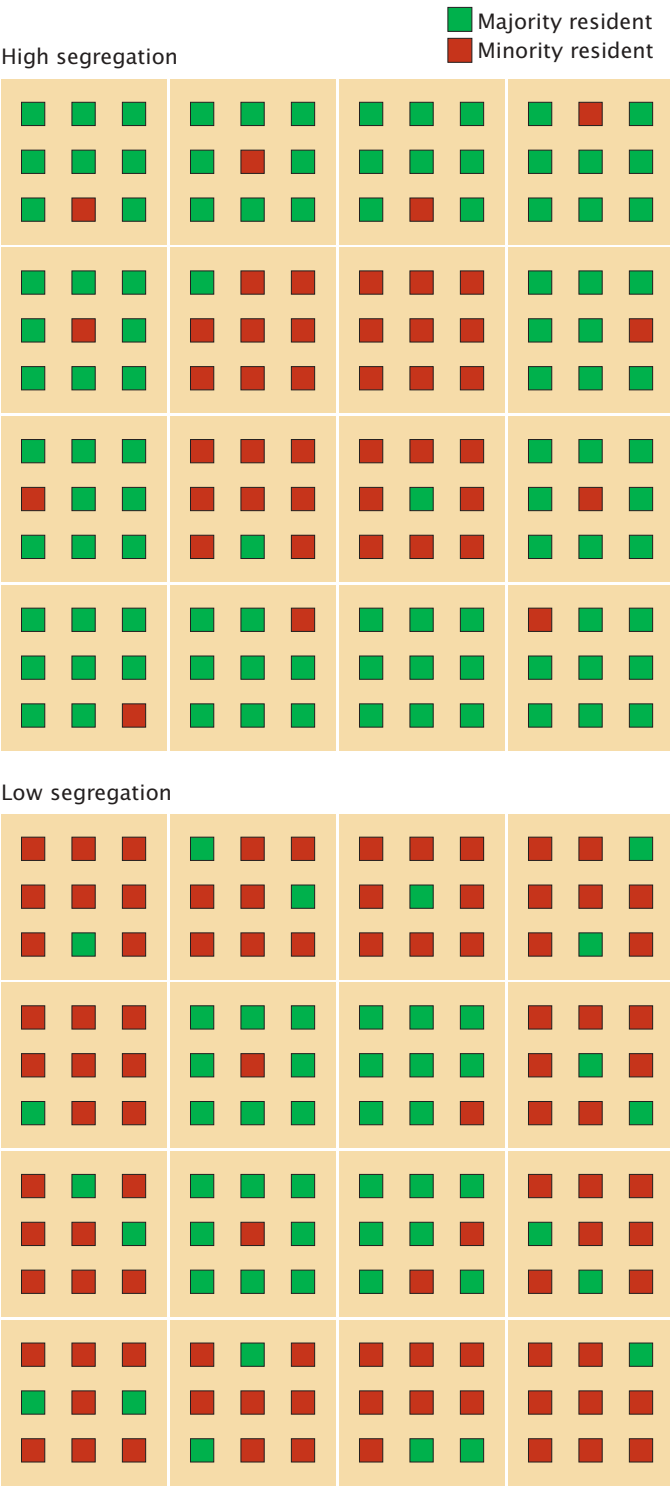 Majority resident
Minority resident
High segregation
Low segregation